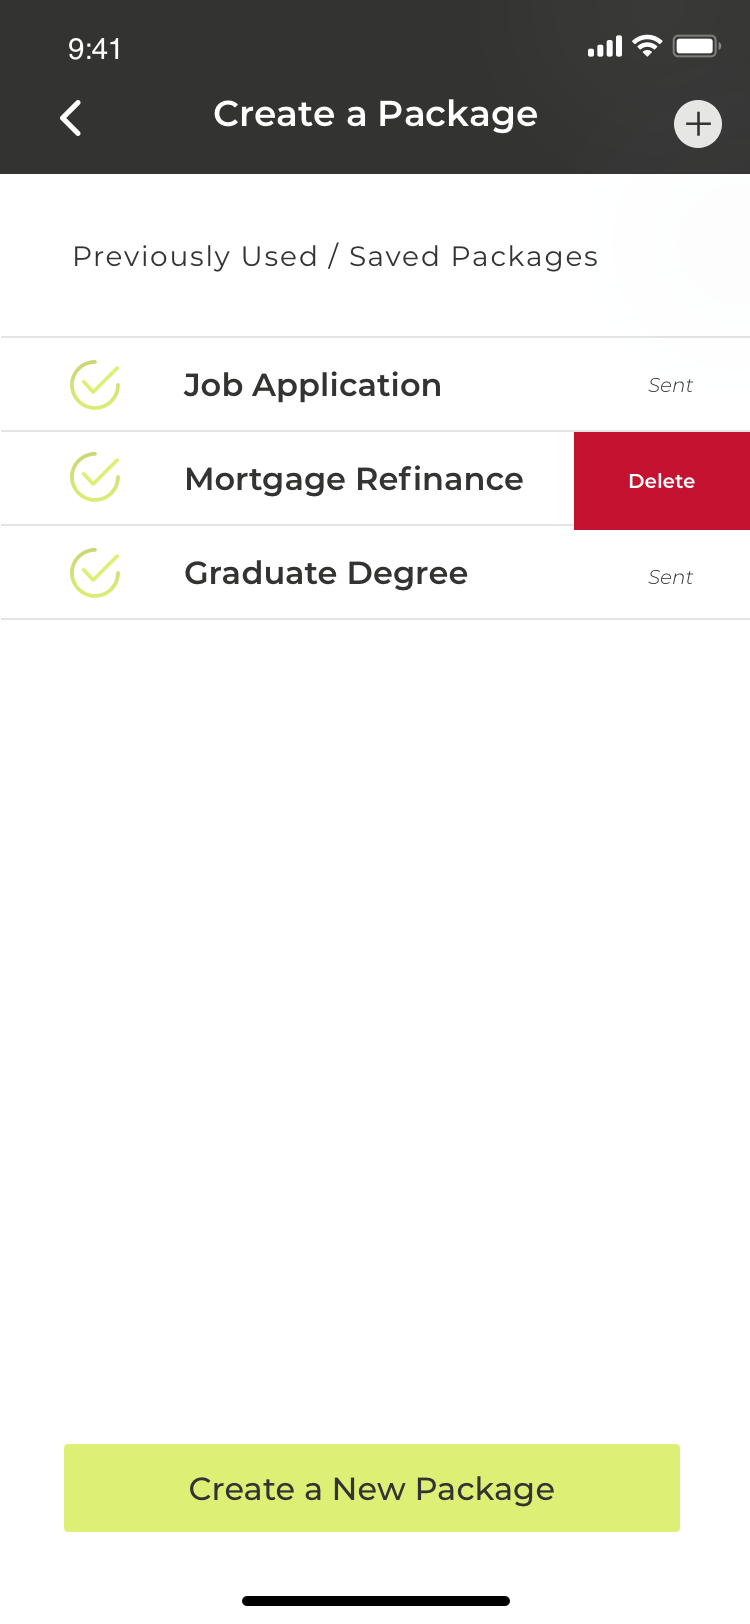 9:41
Create a Package
Previously Used / Saved Packages
Job Application Sent
Mortgage Refinance Delete
Graduate Degree Sent
Create a New Package